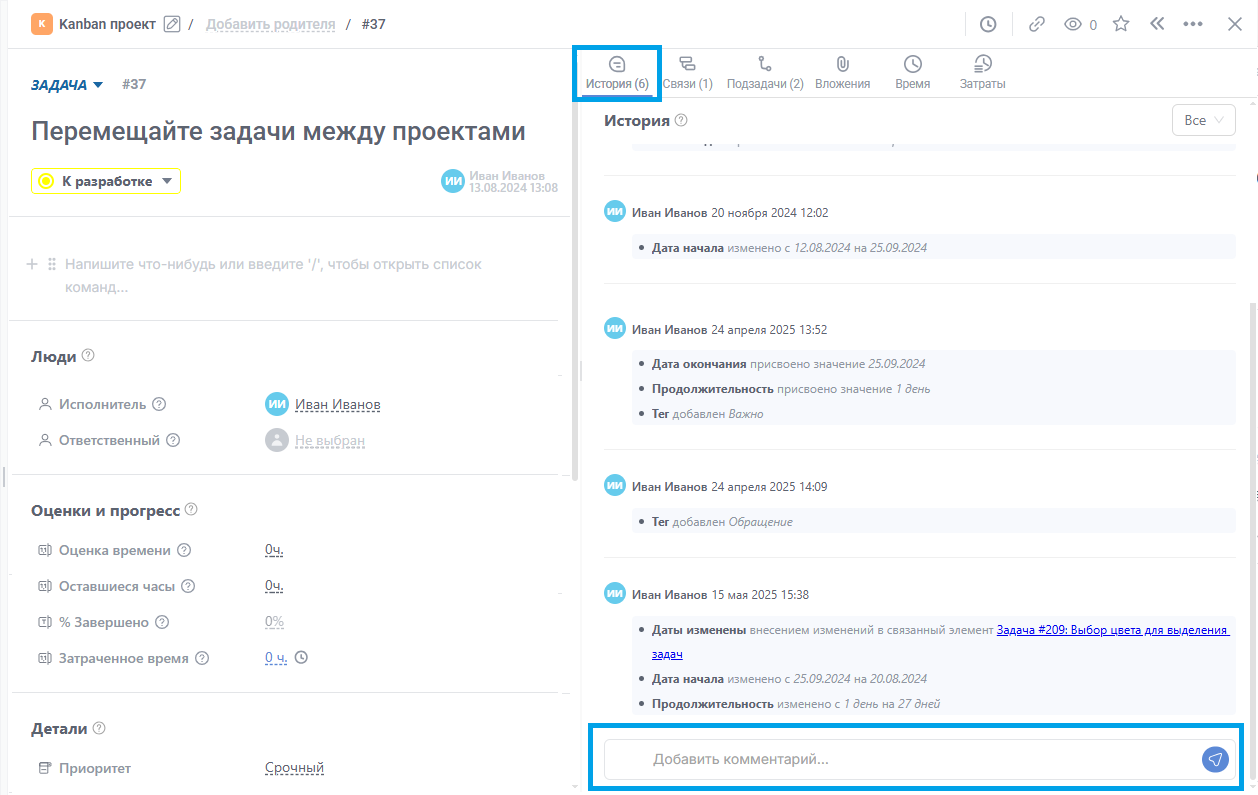 К Kanban проект / Добавить родителя / #37
0
ЗАДАЧА #37
Перемещайте задачи между проектами
К разработке
ИИ Иван Иванов
13.08.2024 13:08
Напишите что-нибудь или введите '/', чтобы открыть список
команд...
Люди
Исполнитель ИИ Иван Иванов
Ответственный Не выбран
Оценки и прогресс
Оценка времени 0ч.
Оставшиеся часы 0ч.
% Завершено 0%
Затраченное время 0 ч.
Детали
Приоритет Срочный
История (6) Связи (1) Подзадачи (2) Вложения Время Затраты
История Все
ИИ Иван Иванов 20 ноября 2024 12:02
Дата начала изменено с 12.08.2024 на 25.09.2024
ИИ Иван Иванов 24 апреля 2025 13:52
Дата окончания присвоено значение 25.09.2024
Продолжительность присвоено значение 1 день
Тег добавлен Важно
ИИ Иван Иванов 24 апреля 2025 14:09
Тег добавлен Обращение
ИИ Иван Иванов 15 мая 2025 15:38
Даты изменены внесением изменений в связанный элемент Задача #209: Выбор цвета для выделения
задач
Дата начала изменено с 25.09.2024 на 20.08.2024
Продолжительность изменено с 1 день на 27 дней
Добавить комментарий...